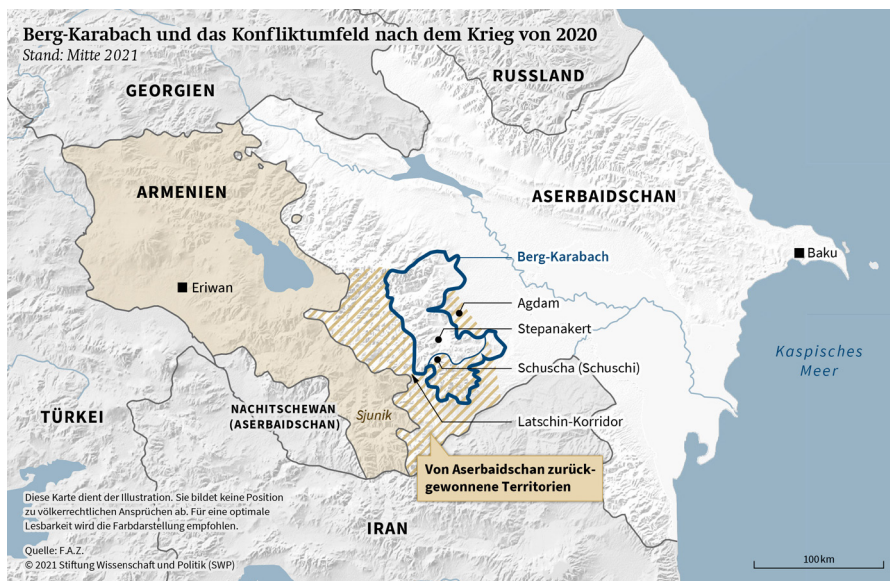 Berg-Karabach und das Konfliktumfeld nach dem Krieg von 2020
Stand: Mitte 2021
RUSSLAND
GEORGIEN
ARMENIEN
ASERBAIDSCHAN
Baku
Berg-Karabach
Eriwan
Agdam
Stepanakert
Kaspisches
Meer
Schuscha (Schuschi)
NACHITSCHEWAN
(ASERBAIDSCHAN)
Sjunik
TÜRKEI
Latschin-Korridor
Von Aserbaidschan zurück-
gewonnene Territorien
Diese Karte dient der Illustration. Sie bildet keine Position
zu völkerrechtlichen Ansprüchen ab. Für eine optimale
Lesbarkeit wird die Farbdarstellung empfohlen.
IRAN
Quelle: F.A.Z.
© 2021 Stiftung Wissenschaft und Politik (SWP)
100 km